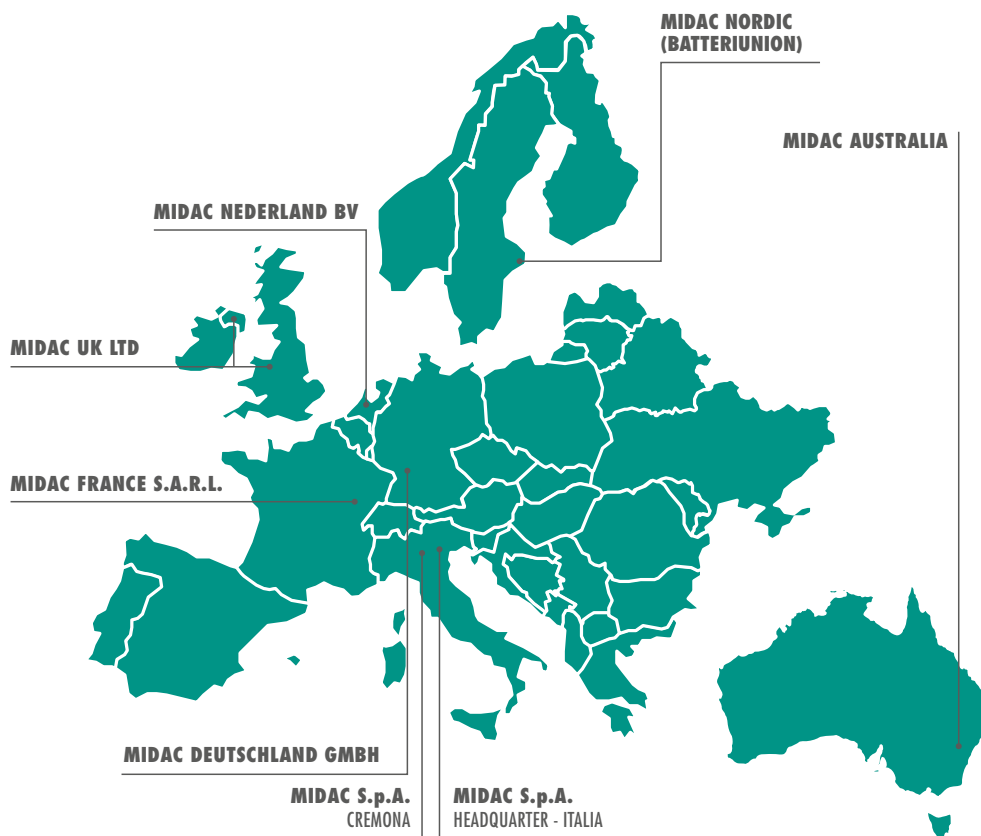 MIDAC NORDIC
(BATTERIUNION)
MIDAC AUSTRALIA
MIDAC NEDERLAND BV
MIDAC UK LTD
MIDAC FRANCE S.A.R.L.
MIDAC DEUTSCHLAND GMBH
MIDAC S.p.A.
CREMONA
MIDAC S.p.A.
HEADQUARTER - ITALIA